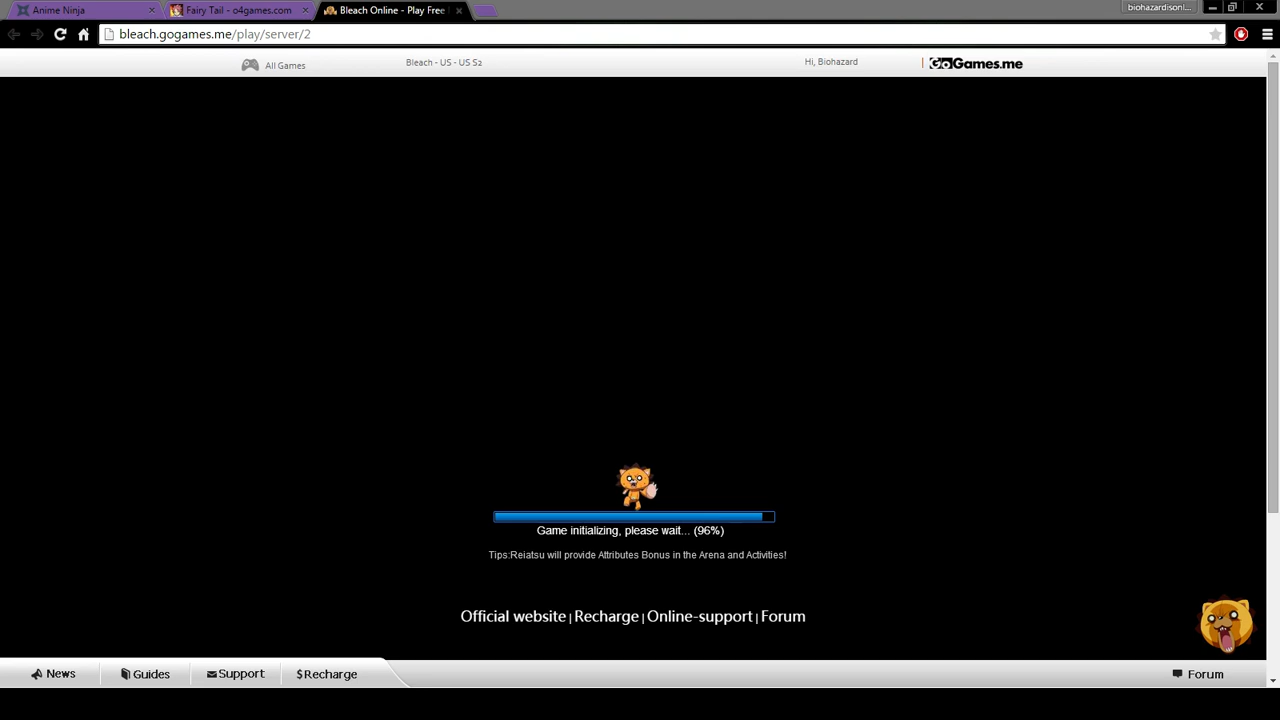 Anime Ninja
Fairy Tail - o4games.com
Bleach Online - Play Free
biohazardison!...
bleach.gogames.me/play/server/2
All Games
Bleach - US - US S2
Hi, Biohazard
GoGames.me
Game initializing, please wait... (96%)
Tips:Reiatsu will provide Attributes Bonus in the Arena and Activities!
Official website | Recharge | Online-support | Forum
News
Guides
Support
$Recharge
Forum